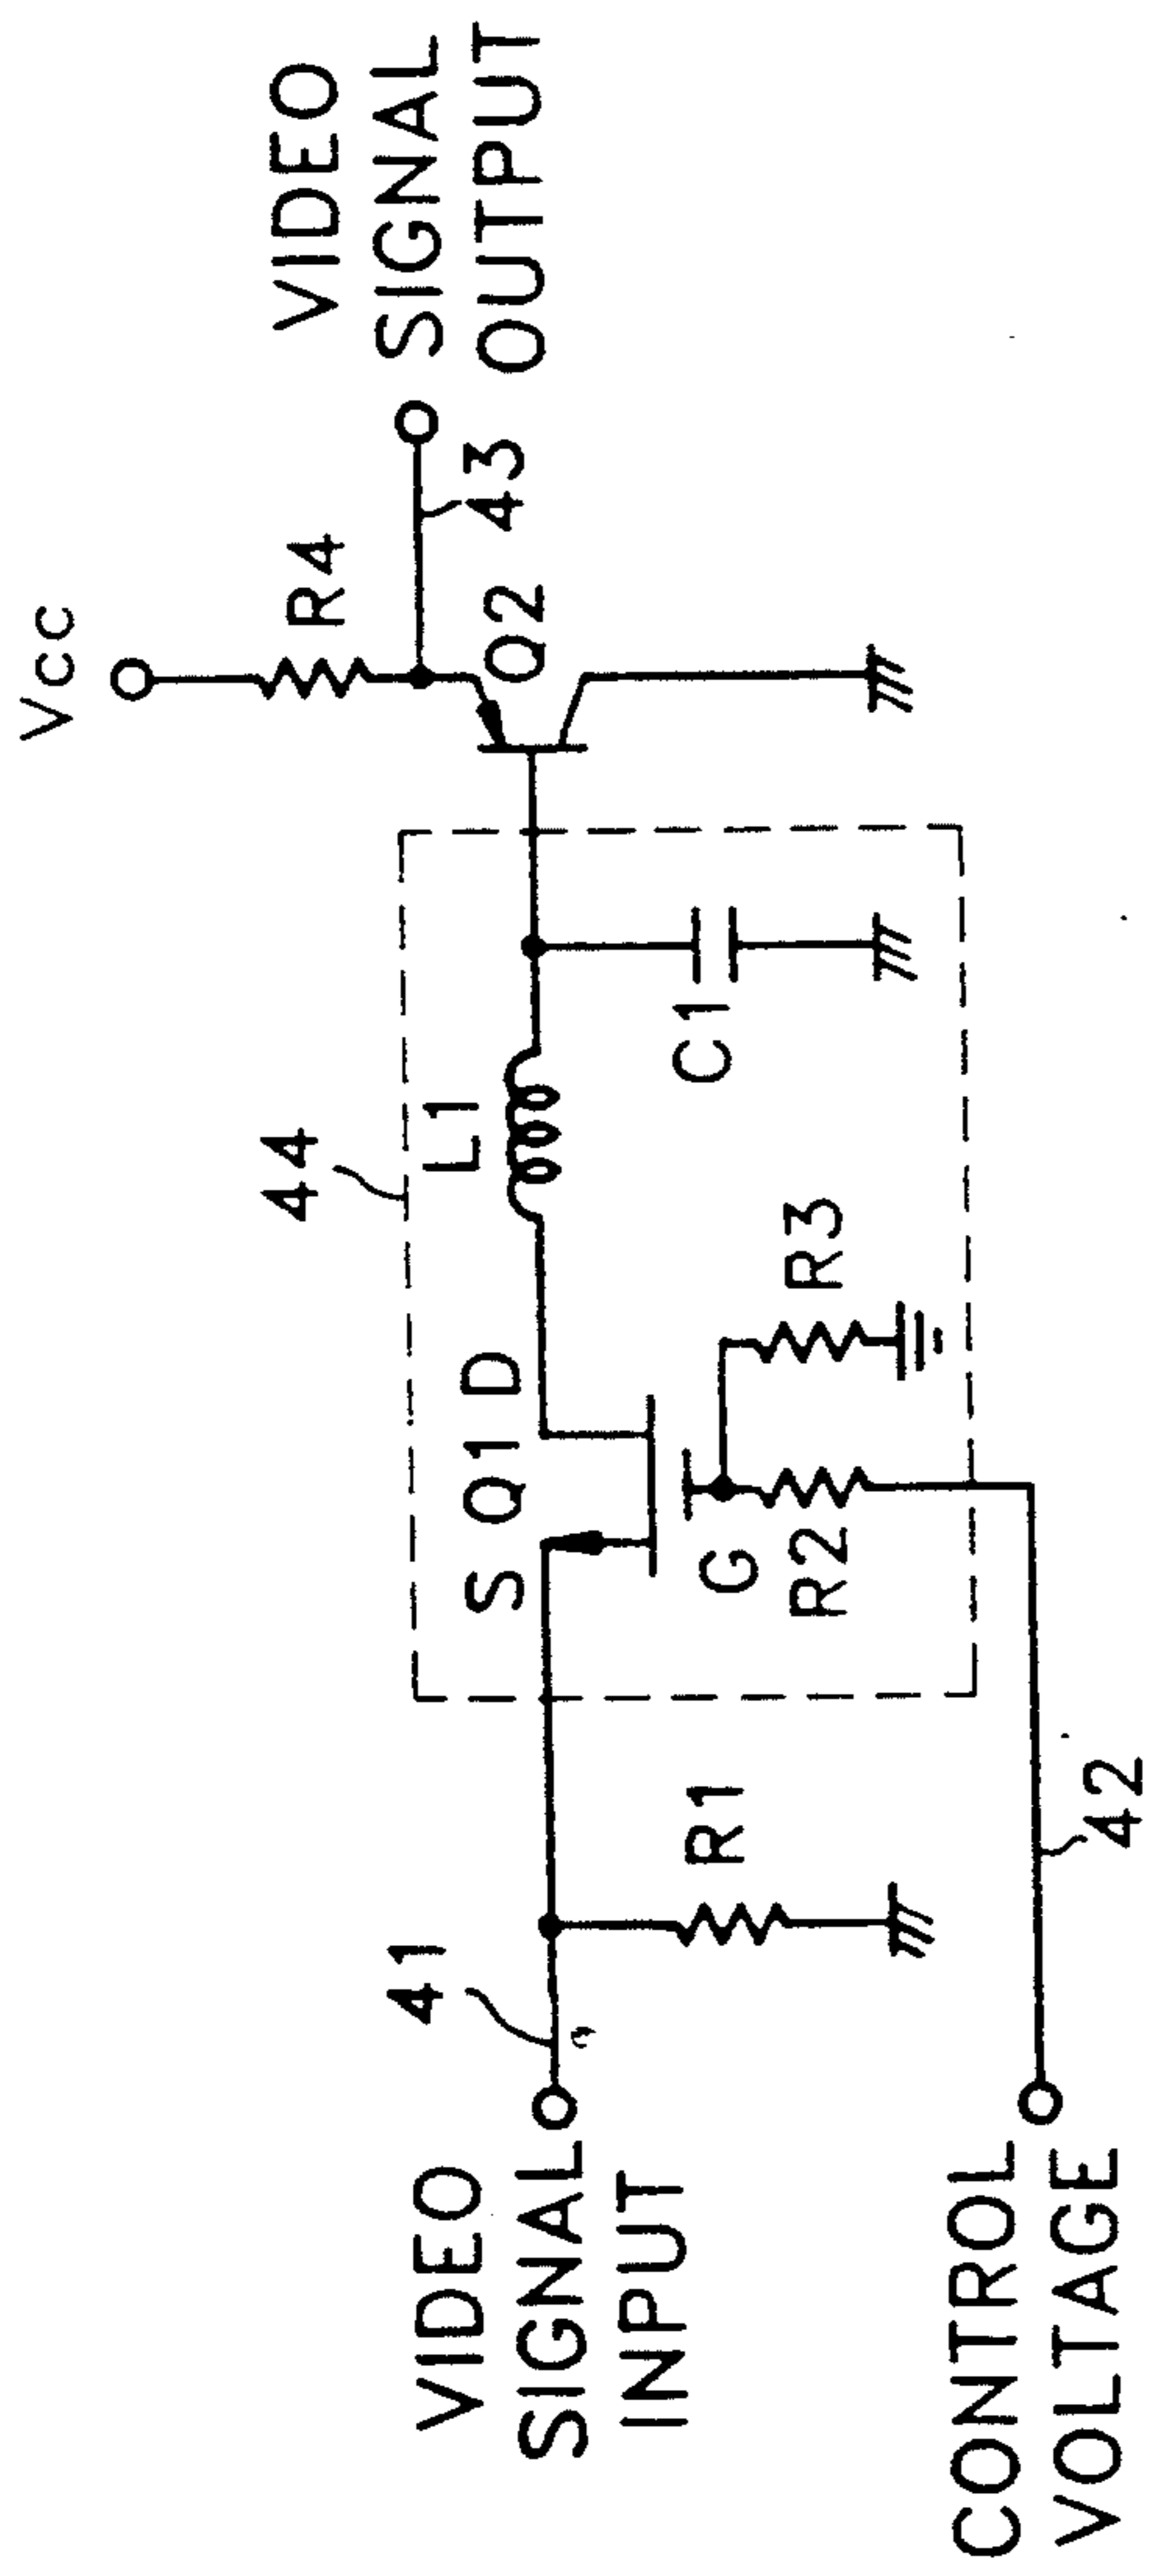 Vcc
R4
VIDEO
SIGNAL
OUTPUT
43
Q2
44
L1
C1
S Q1 D
G
R2
R3
41
R1
VIDEO
SIGNAL
INPUT
42
CONTROL
VOLTAGE